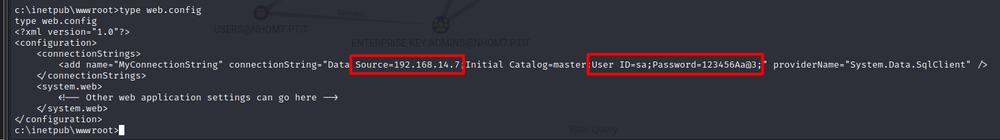 c:\inetpub\wwwroot>type web.config
type web.config
<?xml version="1.0"?>
<configuration>
    <connectionStrings>
        <add name="MyConnectionString" connectionString="Data Source=192.168.14.7;Initial Catalog=master;User ID=sa;Password=123456Aa@3;" providerName="System.Data.SqlClient" />
    </connectionStrings>
    <system.web>
        <!-- Other web application settings can go here -->
    </system.web>
</configuration>
c:\inetpub\wwwroot>
Contains
USERS@NHOM7.PTIT
ENTERPRISE KEY ADMINS@NHOM7.PTIT
Raw Query